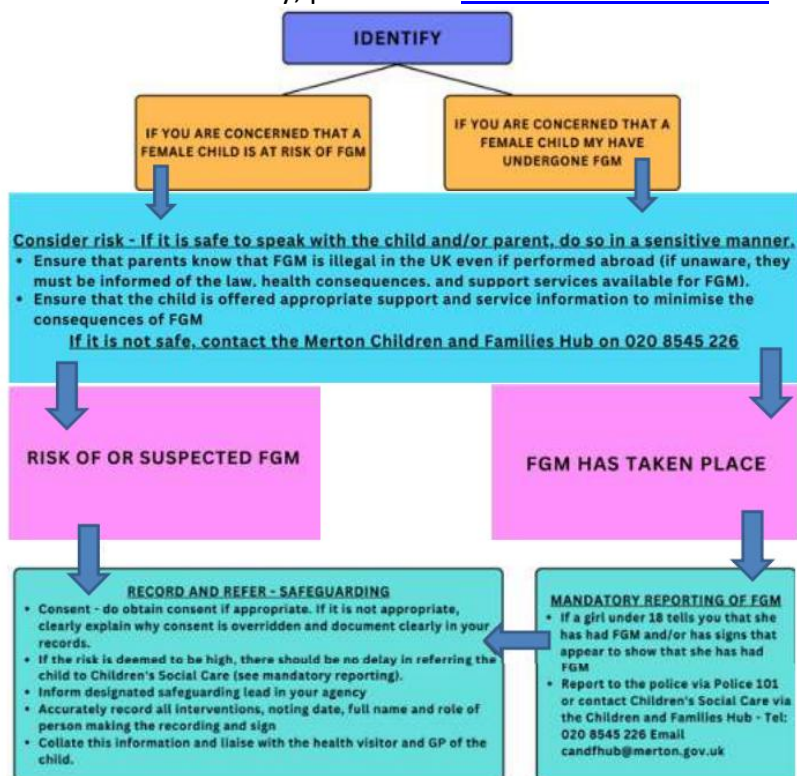 IDENTIFY
IF YOU ARE CONCERNED THAT A
FEMALE CHILD IS AT RISK OF FGM
IF YOU ARE CONCERNED THAT A
FEMALE CHILD MY HAVE
UNDERGONE FGM
Consider risk - If it is safe to speak with the child and/or parent, do so in a sensitive manner.
• Ensure that parents know that FGM is illegal in the UK even if performed abroad (if unaware, they
must be informed of the law. health consequences. and support services available for FGM).
• Ensure that the child is offered appropriate support and service information to minimise the
consequences of FGM
If it is not safe, contact the Merton Children and Families Hub on 020 8545 226
RISK OF OR SUSPECTED FGM
FGM HAS TAKEN PLACE
RECORD AND REFER - SAFEGUARDING
• Consent - do obtain consent if appropriate. If it is not appropriate,
clearly explain why consent is overridden and document clearly in your
records.
• If the risk is deemed to be high, there should be no delay in referring the
child to Children's Social Care (see mandatory reporting).
• Inform designated safeguarding lead in your agency
• Accurately record all interventions, noting date, full name and role of
person making the recording and sign
• Collate this information and liaise with the health visitor and GP of the
child.
MANDATORY REPORTING OF FGM
• If a girl under 18 tells you that she
has had FGM and/or has signs that
appear to show that she has had
FGM
• Report to the police via Police 101
or contact Children's Social Care via
the Children and Families Hub - Tel:
020 8545 226 Email
candfhub@merton.gov.uk